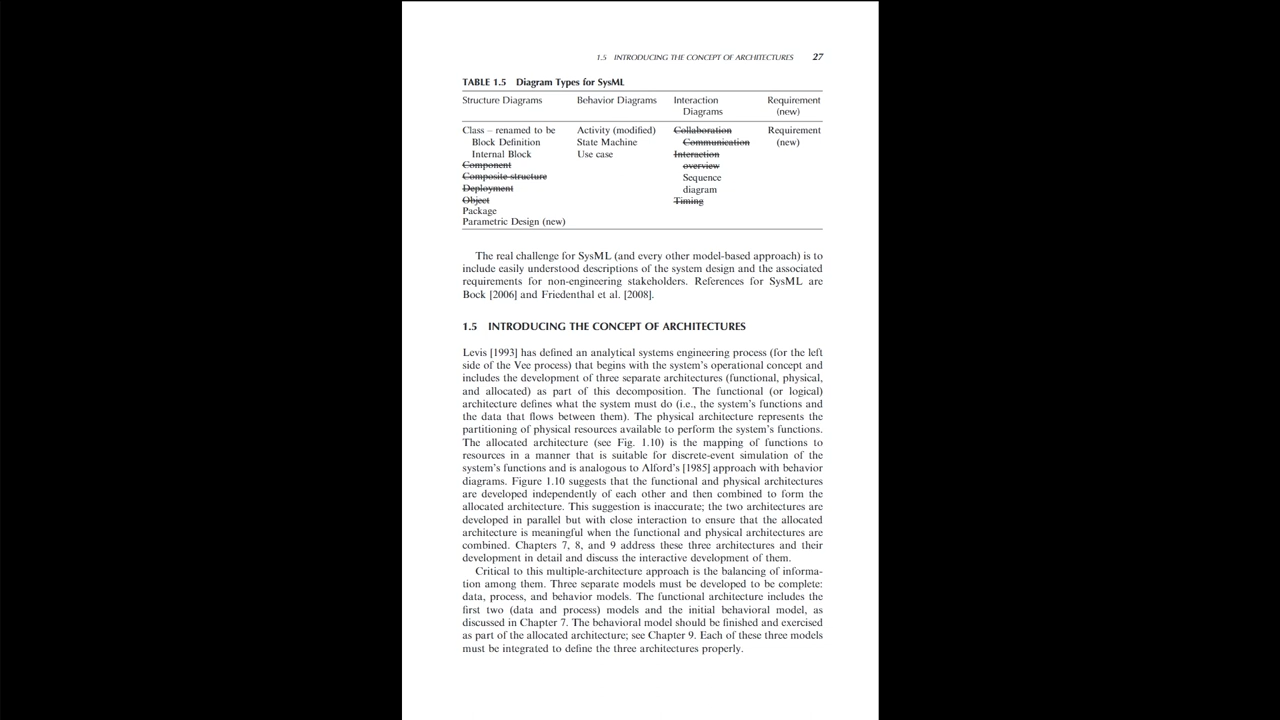 1.5 INTRODUCING THE CONCEPT OF ARCHITECTURES 27
TABLE 1.5 Diagram Types for SysML
Structure Diagrams Behavior Diagrams Interaction Diagrams Requirement (new)
Class – renamed to be Activity (modified) Collaboration Requirement
Block Definition State Machine Communication (new)
Internal Block Use case Interaction
Component overview
Composite structure Sequence
Deployment diagram
Object Timing
Package
Parametric Design (new)
The real challenge for SysML (and every other model-based approach) is to
include easily understood descriptions of the system design and the associated
requirements for non-engineering stakeholders. References for SysML are
Bock [2006] and Friedenthal et al. [2008].
1.5 INTRODUCING THE CONCEPT OF ARCHITECTURES
Levis [1993] has defined an analytical systems engineering process (for the left
side of the Vee process) that begins with the system's operational concept and
includes the development of three separate architectures (functional, physical,
and allocated) as part of this decomposition. The functional (or logical)
architecture defines what the system must do (i.e., the system's functions and
the data that flows between them). The physical architecture represents the
partitioning of physical resources available to perform the system's functions.
The allocated architecture (see Fig. 1.10) is the mapping of functions to
resources in a manner that is suitable for discrete-event simulation of the
system's functions and is analogous to Alford's [1985] approach with behavior
diagrams. Figure 1.10 suggests that the functional and physical architectures
are developed independently of each other and then combined to form the
allocated architecture. This suggestion is inaccurate; the two architectures are
developed in parallel but with close interaction to ensure that the allocated
architecture is meaningful when the functional and physical architectures are
combined. Chapters 7, 8, and 9 address these three architectures and their
development in detail and discuss the interactive development of them.
Critical to this multiple-architecture approach is the balancing of informa-
tion among them. Three separate models must be developed to be complete:
data, process, and behavior models. The functional architecture includes the
first two (data and process) models and the initial behavioral model, as
discussed in Chapter 7. The behavioral model should be finished and exercised
as part of the allocated architecture; see Chapter 9. Each of these three models
must be integrated to define the three architectures properly.